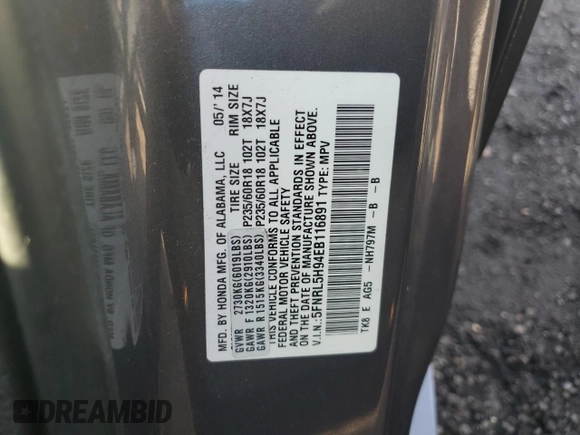 MFD. BY HONDA MFG. OF ALABAMA, LLC 05/'14
TIRE SIZE RIM SIZE
GVWR 2730KG(6019LBS)
GAWR F 1320KG(2910LBS) P235/60R18 102T 18X7J
GAWR R 1515KG(3340LBS) P235/60R18 102T 18X7J
THIS VEHICLE CONFORMS TO ALL APPLICABLE
FEDERAL MOTOR VEHICLE SAFETY
AND THEFT PREVENTION STANDARDS IN EFFECT
ON THE DATE OF MANUFACTURE SHOWN ABOVE.
V.I.N.:5FNRL5H94EB116891 TYPE: MPV
TK8 E AG5 -NH797M -B -B
DREAMBID